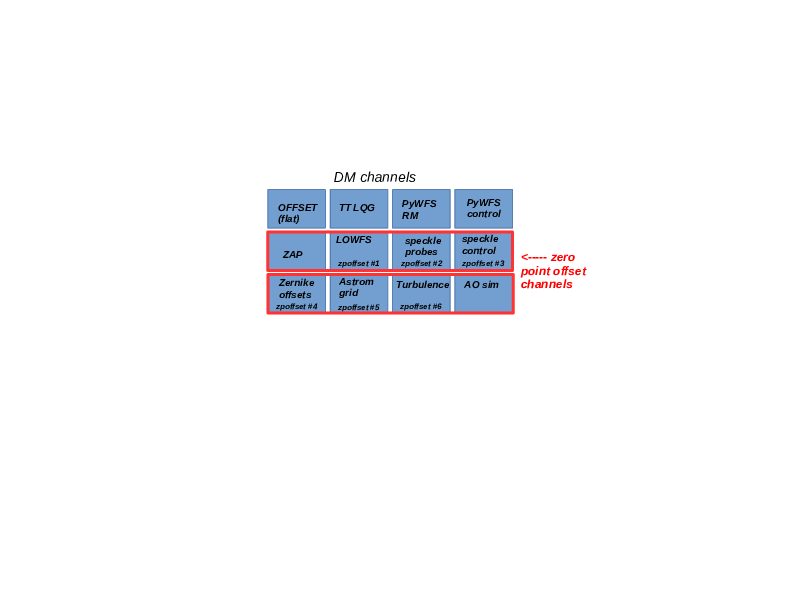 DM channels
OFFSET
(flat)
TT LQG
PyWFS
RM
PyWFS
control
ZAP
LOWFS
zpoffset #1
speckle
probes
zpoffset #2
speckle
control
zpoffset #3
<----- zero
point offset
channels
Zernike
offsets
zpoffset #4
Astrom
grid
zpoffset #5
Turbulence
zpoffset #6
AO sim